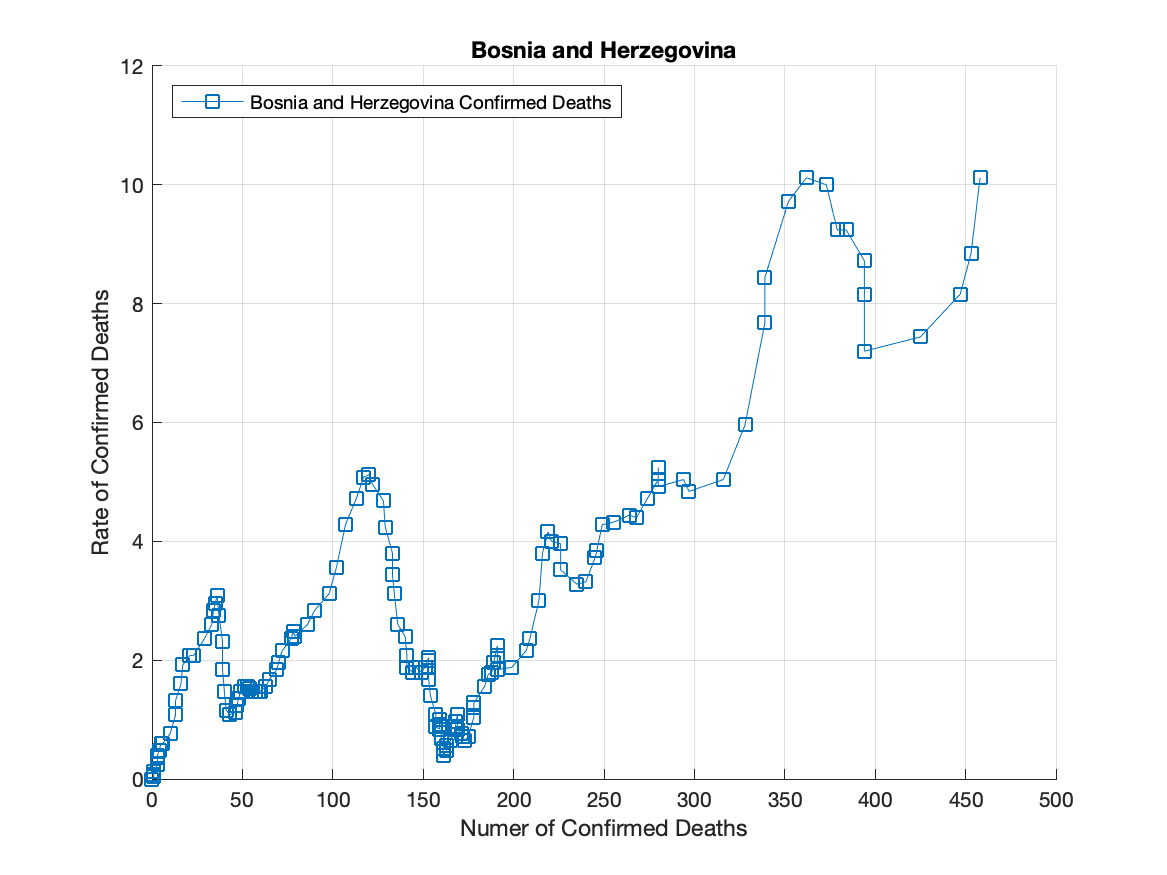 Bosnia and Herzegovina
Bosnia and Herzegovina Confirmed Deaths
12
10
8
6
4
2
0
Rate of Confirmed Deaths
0 50 100 150 200 250 300 350 400 450 500
Numer of Confirmed Deaths